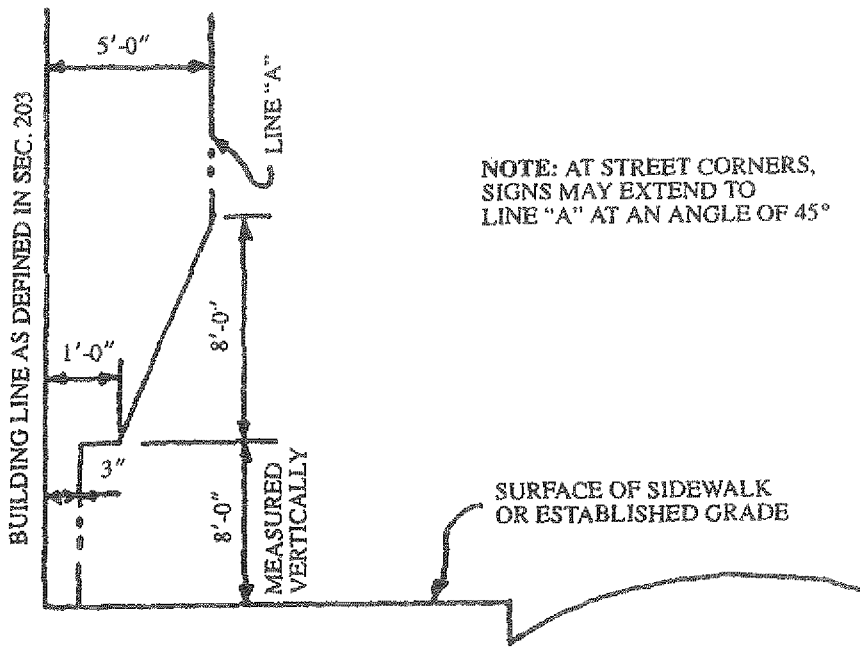 5'-0"
LINE "A"
BUILDING LINE AS DEFINED IN SEC. 203
NOTE: AT STREET CORNERS,
SIGNS MAY EXTEND TO
LINE "A" AT AN ANGLE OF 45°
8'-0"
1'-0"
3"
8'-0"
MEASURED
VERTICALLY
SURFACE OF SIDEWALK
OR ESTABLISHED GRADE